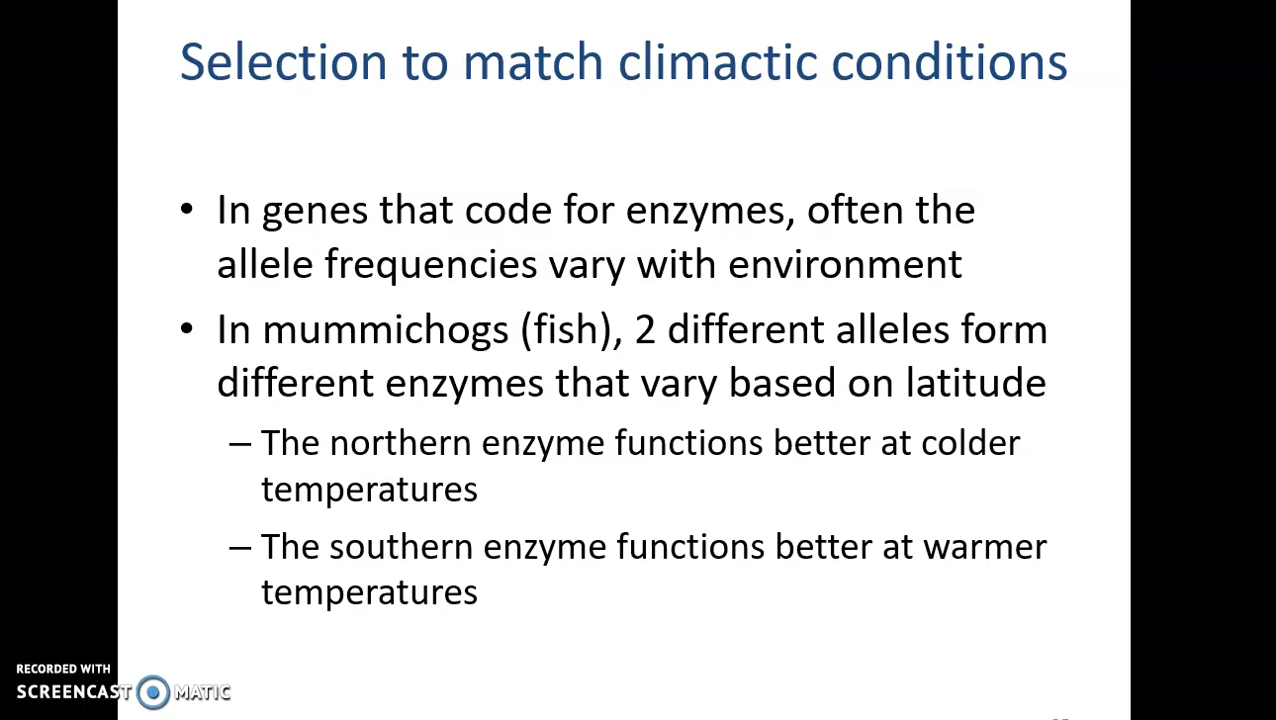 Selection to match climactic conditions
• In genes that code for enzymes, often the
allele frequencies vary with environment
• In mummichogs (fish), 2 different alleles form
different enzymes that vary based on latitude
– The northern enzyme functions better at colder
temperatures
– The southern enzyme functions better at warmer
temperatures
RECORDED WITH
SCREENCAST MATIC